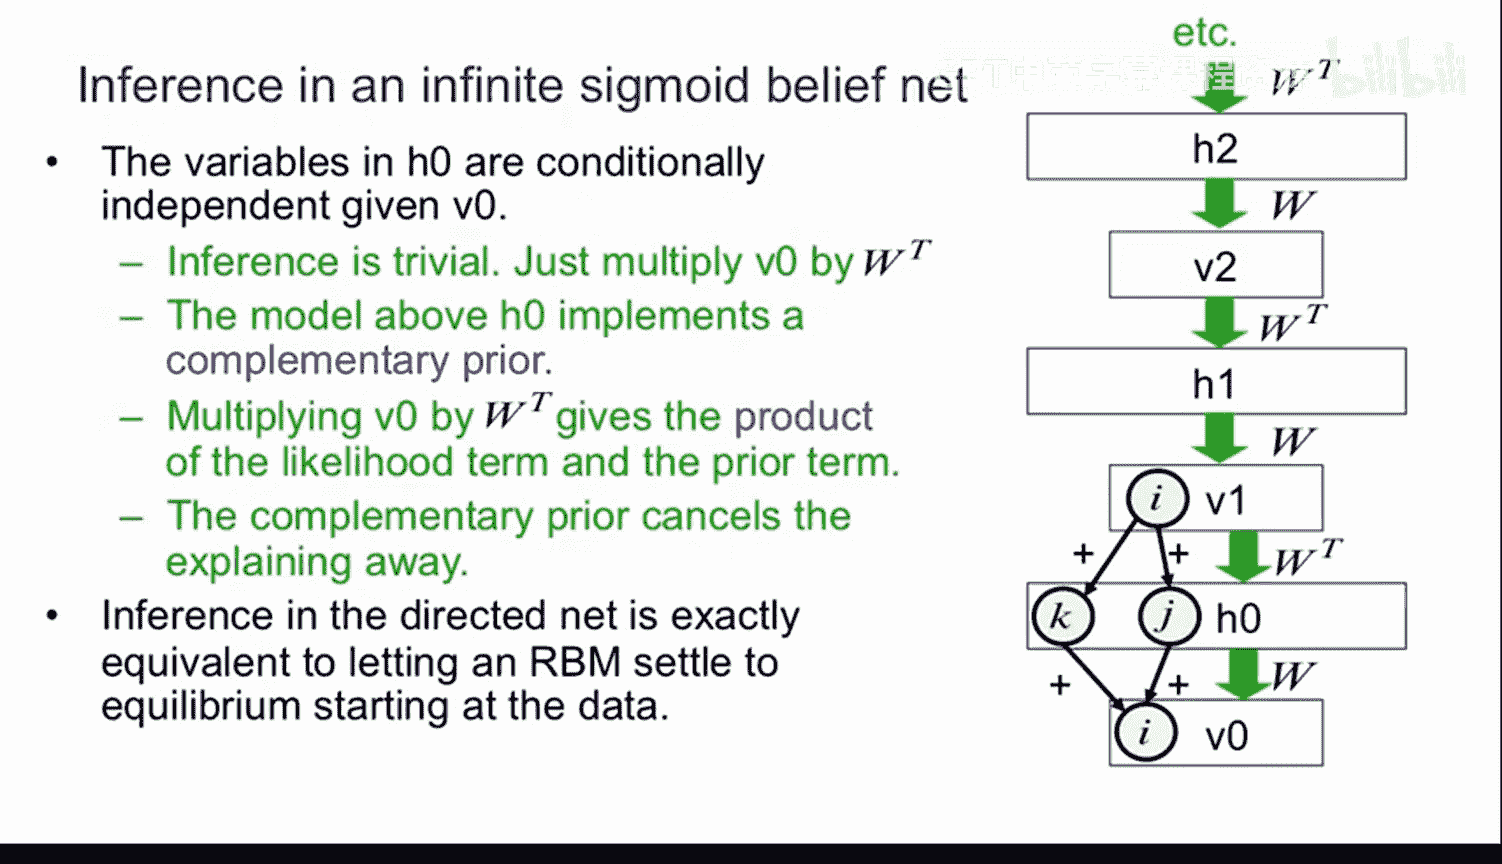 Inference in an infinite sigmoid belief net
• The variables in h0 are conditionally
independent given v0.
– Inference is trivial. Just multiply v0 by W^T
– The model above h0 implements a
complementary prior.
– Multiplying v0 by W^T gives the product
of the likelihood term and the prior term.
– The complementary prior cancels the
explaining away.
• Inference in the directed net is exactly
equivalent to letting an RBM settle to
equilibrium starting at the data.
etc.
W^T
bilibili
h2
W
v2
W^T
h1
W
i v1
+ + W^T
k j h0
+ + W
i v0